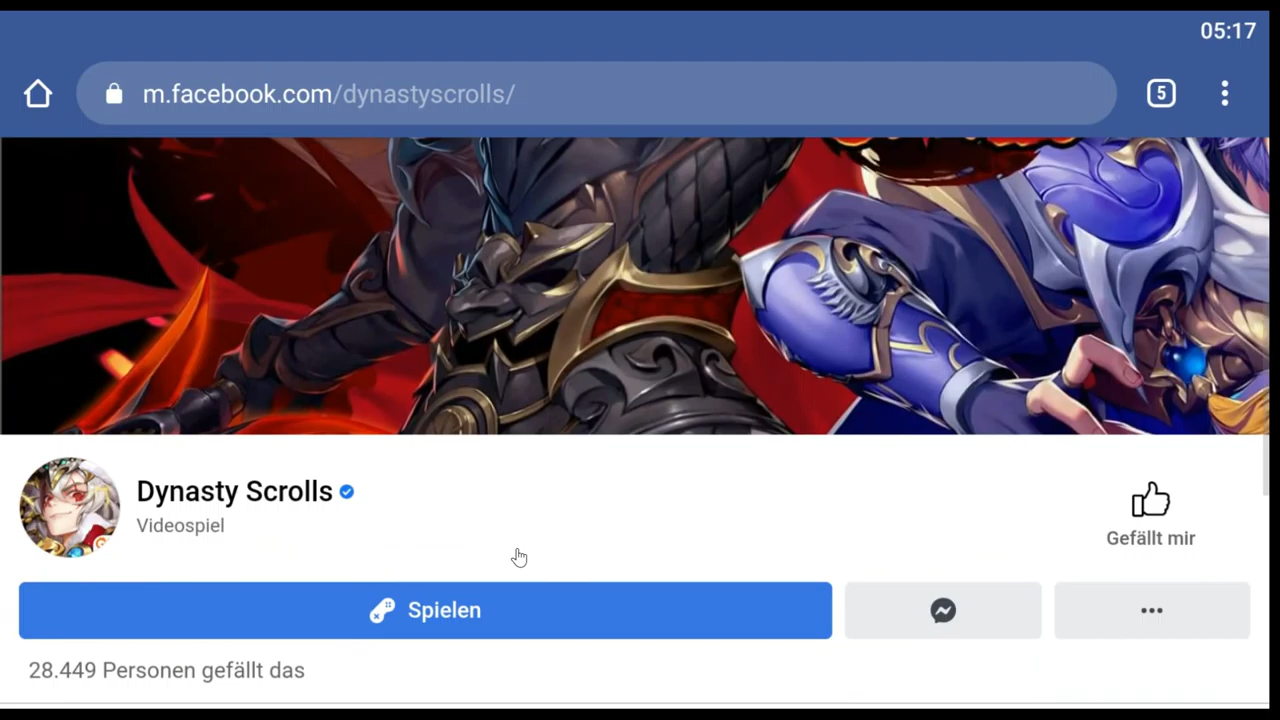 05:17
m.facebook.com/dynastyscrolls/
5
Dynasty Scrolls
Videospiel
Gefällt mir
Spielen
28.449 Personen gefällt das